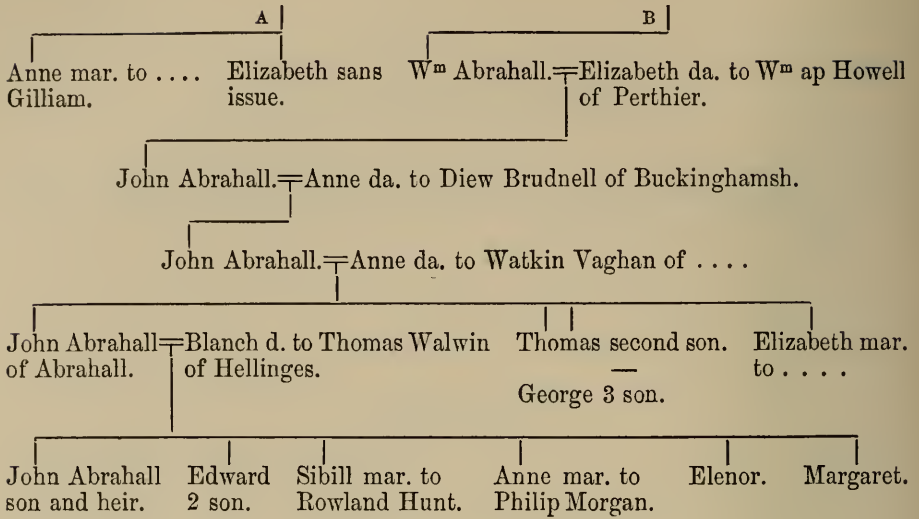 A B
Anne mar. to .... Elizabeth sans Wᵐ Abrahall. Elizabeth da. to Wᵐ ap Howell
Gilliam. issue. of Perthier.
John Abrahall. Anne da. to Diew Brudnell of Buckinghamsh.
John Abrahall. Anne da. to Watkin Vaghan of ....
John Abrahall Blanch d. to Thomas Walwin Thomas second son. Elizabeth mar.
of Abrahall. of Hellinges. — to ....
George 3 son.
John Abrahall Edward Sibill mar. to Anne mar. to Elenor. Margaret.
son and heir. 2 son. Rowland Hunt. Philip Morgan.